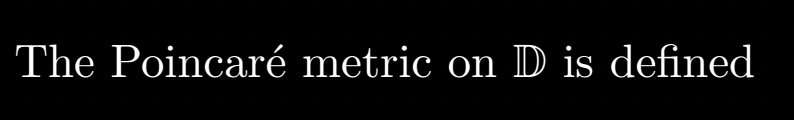 The Poincaré metric on 𝔻 is defined